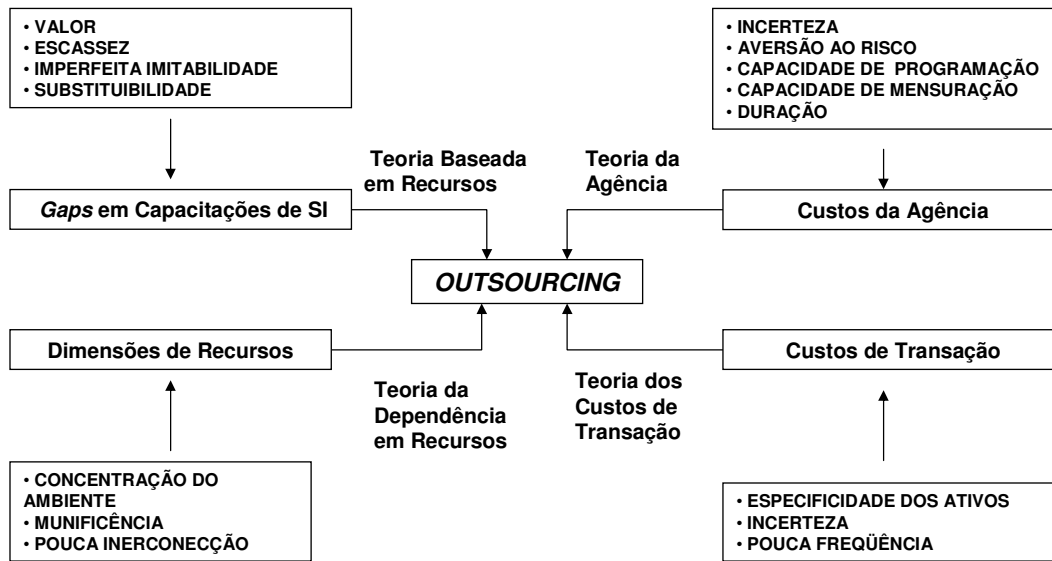 • VALOR
• ESCASSEZ
• IMPERFEITA IMITABILIDADE
• SUBSTITUIBILIDADE
• INCERTEZA
• AVERSÃO AO RISCO
• CAPACIDADE DE PROGRAMAÇÃO
• CAPACIDADE DE MENSURAÇÃO
• DURAÇÃO
Teoria Baseada
em Recursos
Teoria da
Agência
Gaps em Capacitações de SI
Custos da Agência
OUTSOURCING
Dimensões de Recursos
Custos de Transação
Teoria da
Dependência
em Recursos
Teoria dos
Custos de
Transação
• CONCENTRAÇÃO DO
AMBIENTE
• MUNIFICÊNCIA
• POUCA INERCONECÇÃO
• ESPECIFICIDADE DOS ATIVOS
• INCERTEZA
• POUCA FREQÜÊNCIA